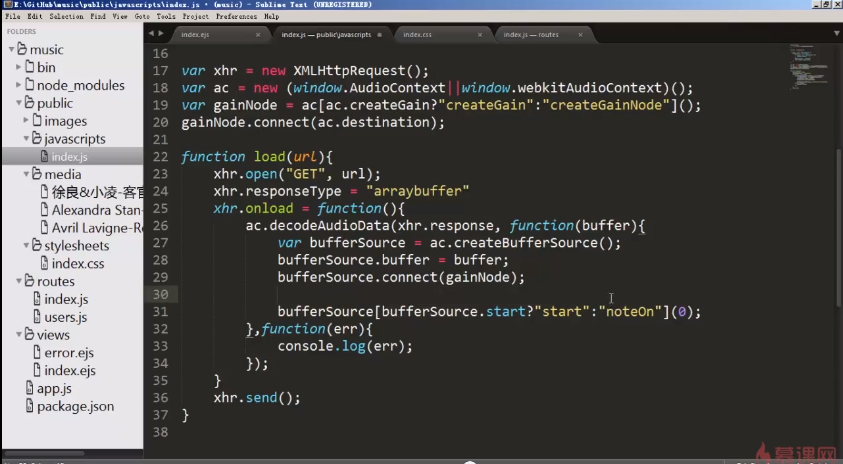 E:\GitHub\music\public\javascripts\index.js • (music) - Sublime Text (UNREGISTERED)
File Edit Selection Find View Goto Tools Project Preferences Help
FOLDERS
music
bin
node_modules
public
images
javascripts
index.js
media
徐良&小凌-客官
Alexandra Stan-
Avril Lavigne-R
stylesheets
index.css
routes
index.js
users.js
views
error.ejs
index.ejs
app.js
package.json
index.ejs × index.js — public\javascripts • index.css × index.js — routes ×
16
17 var xhr = new XMLHttpRequest();
18 var ac = new (window.AudioContext||window.webkitAudioContext)();
19 var gainNode = ac[ac.createGain?"createGain":"createGainNode"]();
20 gainNode.connect(ac.destination);
21
22 function load(url){
23 xhr.open("GET", url);
24 xhr.responseType = "arraybuffer"
25 xhr.onload = function(){
26 ac.decodeAudioData(xhr.response, function(buffer){
27 var bufferSource = ac.createBufferSource();
28 bufferSource.buffer = buffer;
29 bufferSource.connect(gainNode);
30
31 bufferSource[bufferSource.start?"start":"noteOn"](0);
32 },function(err){
33 console.log(err);
34 });
35 }
36 xhr.send();
37 }
38
慕课网